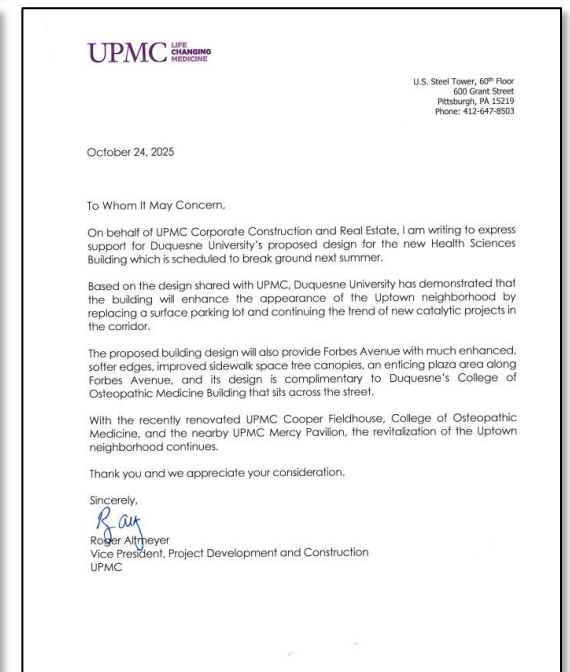 UPMC LIFE
CHANGING
MEDICINE
U.S. Steel Tower, 60th Floor
600 Grant Street
Pittsburgh, PA 15219
Phone: 412-647-8503
October 24, 2025
To Whom It May Concern,
On behalf of UPMC Corporate Construction and Real Estate, I am writing to express
support for Duquesne University's proposed design for the new Health Sciences
Building which is scheduled to break ground next summer.
Based on the design shared with UPMC, Duquesne University has demonstrated that
the building will enhance the appearance of the Uptown neighborhood by
replacing a surface parking lot and continuing the trend of new catalytic projects in
the corridor.
The proposed building design will also provide Forbes Avenue with much enhanced,
softer edges, improved sidewalk space tree canopies, an enticing plaza area along
Forbes Avenue, and its design is complimentary to Duquesne's College of
Osteopathic Medicine Building that sits across the street.
With the recently renovated UPMC Cooper Fieldhouse, College of Osteopathic
Medicine, and the nearby UPMC Mercy Pavilion, the revitalization of the Uptown
neighborhood continues.
Thank you and we appreciate your consideration.
Sincerely,
Roger Altmeyer
Vice President, Project Development and Construction
UPMC